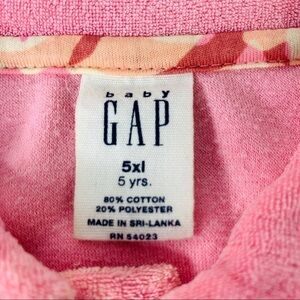 baby
GAP
5xl
5 yrs.
80% COTTON
20% POLYESTER
MADE IN SRI-LANKA
RN 54023